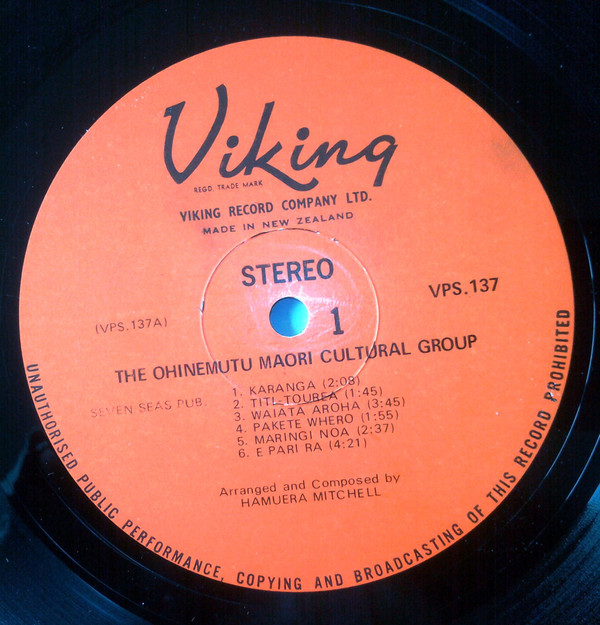 Viking
REGD. TRADE MARK
VIKING RECORD COMPANY LTD.
MADE IN NEW ZEALAND
STEREO
VPS.137
(VPS.137A)
1
THE OHINEMUTU MAORI CULTURAL GROUP
SEVEN SEAS PUB.
1. KARANGA (2:08)
2. TITI-TOUREA (1:45)
3. WAIATA AROHA (3:45)
4. PAKETE WHERO (1:55)
5. MARINGI NOA (2:37)
6. E PARI RA (4:21)
Arranged and Composed by
HAMUERA MITCHELL
UNAUTHORISED PUBLIC PERFORMANCE, COPYING AND BROADCASTING OF THIS RECORD PROHIBITED